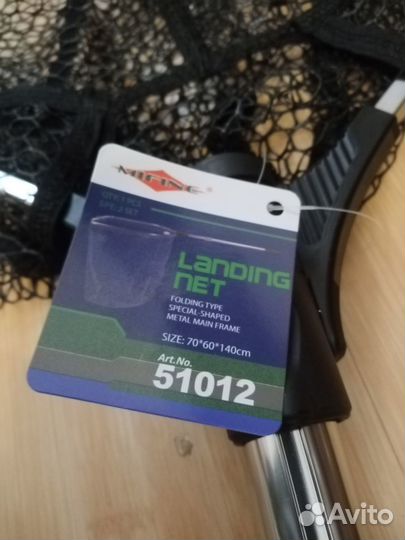 MIFINE
LANDING
NET
FOLDING TYPE
SPECIAL-SHAPED
METAL MAIN FRAME
SIZE: 70*60*140cm
Art.No.
51012
Avito